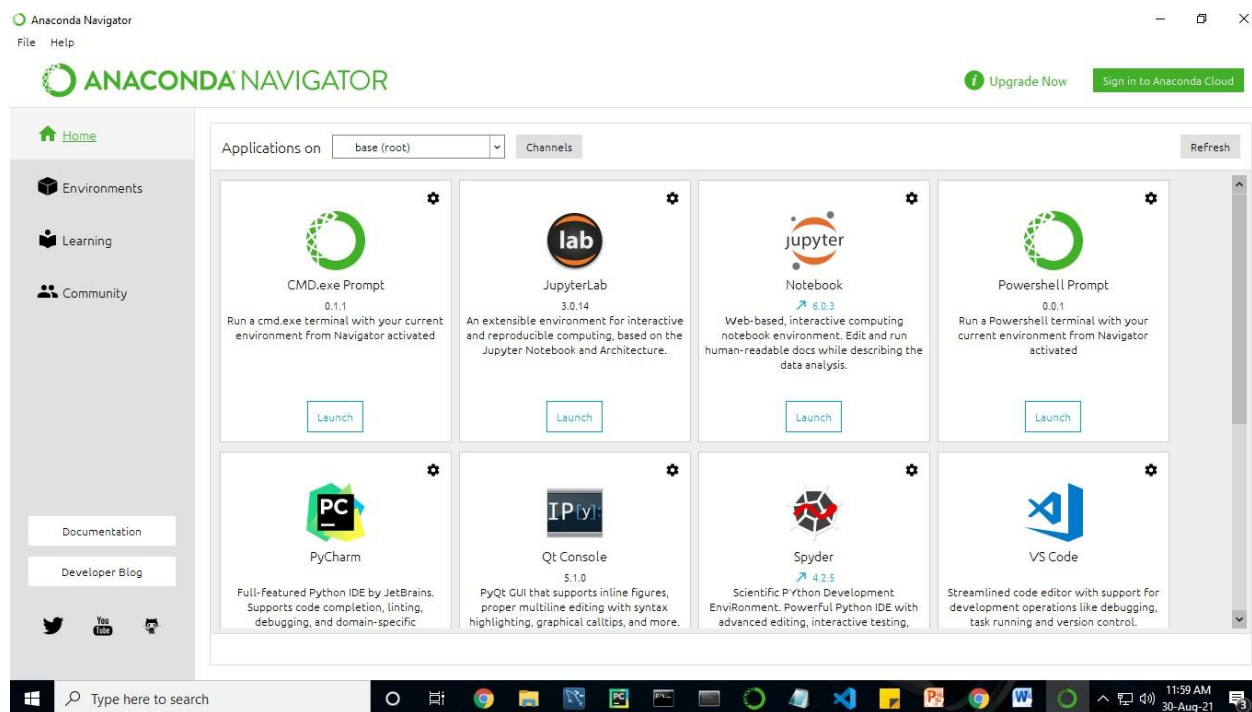 Anaconda Navigator
File Help
ANACONDA NAVIGATOR
i Upgrade Now
Sign in to Anaconda Cloud
Home
Environments
Learning
Community
Documentation
Developer Blog
You
Tube
Applications on base (root) Channels Refresh
CMD.exe Prompt
0.1.1
Run a cmd.exe terminal with your current
environment from Navigator activated
Launch
lab
JupyterLab
3.0.14
An extensible environment for interactive
and reproducible computing, based on the
Jupyter Notebook and Architecture.
Launch
jupyter
Notebook
6.0.3
Web-based, interactive computing
notebook environment. Edit and run
human-readable docs while describing the
data analysis.
Launch
Powershell Prompt
0.0.1
Run a Powershell terminal with your
current environment from Navigator
activated
Launch
PC
PyCharm
Full-featured Python IDE by JetBrains.
Supports code completion, linting,
debugging, and domain-specific
IP[y]:
Qt Console
5.1.0
PyQt GUI that supports inline figures,
proper multiline editing with syntax
highlighting, graphical calltips, and more.
Spyder
4.2.5
Scientific PYthon Development
EnviRonment. Powerful Python IDE with
advanced editing, interactive testing,
VS Code
Streamlined code editor with support for
development operations like debugging,
task running and version control.
Type here to search
PC
P
W
11:59 AM
30-Aug-21
3